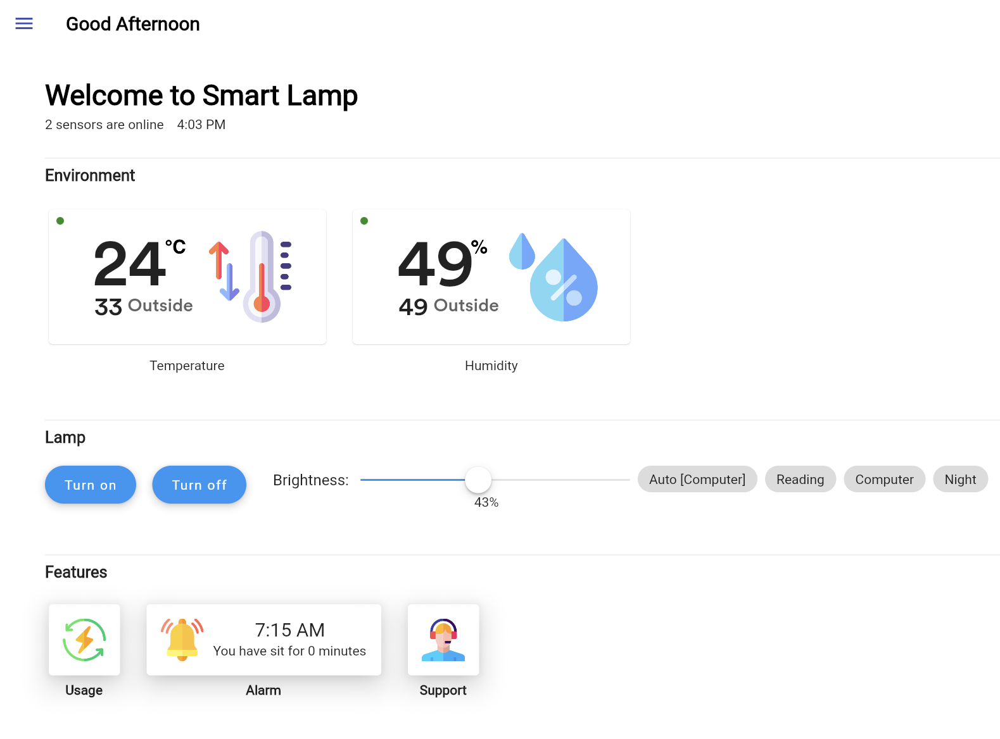 Good Afternoon
Welcome to Smart Lamp
2 sensors are online 4:03 PM
Environment
24°C
33 Outside
Temperature
49%
49 Outside
Humidity
Lamp
Turn on
Turn off
Brightness:
43%
Auto [Computer]
Reading
Computer
Night
Features
Usage
7:15 AM
You have sit for 0 minutes
Alarm
Support